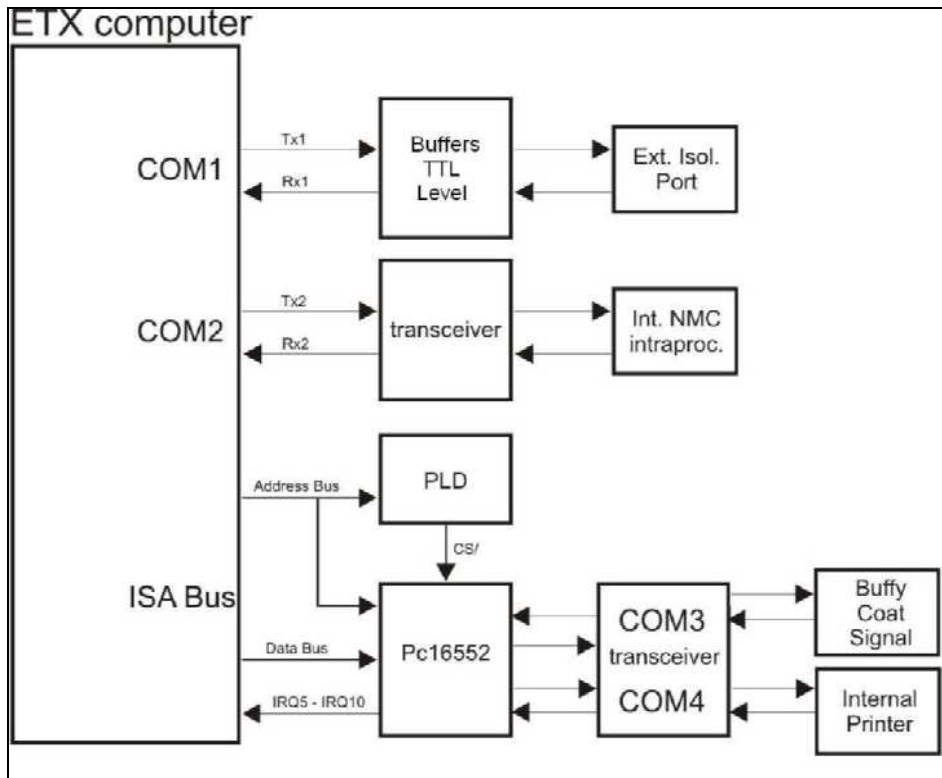 ETX computer
COM1
Tx1
Rx1
Buffers
TTL
Level
Ext. Isol.
Port
COM2
Tx2
Rx2
transceiver
Int. NMC
intraproc.
ISA Bus
Address Bus
PLD
CS/
Data Bus
IRQ5 - IRQ10
Pc16552
COM3
transceiver
COM4
Buffy
Coat
Signal
Internal
Printer